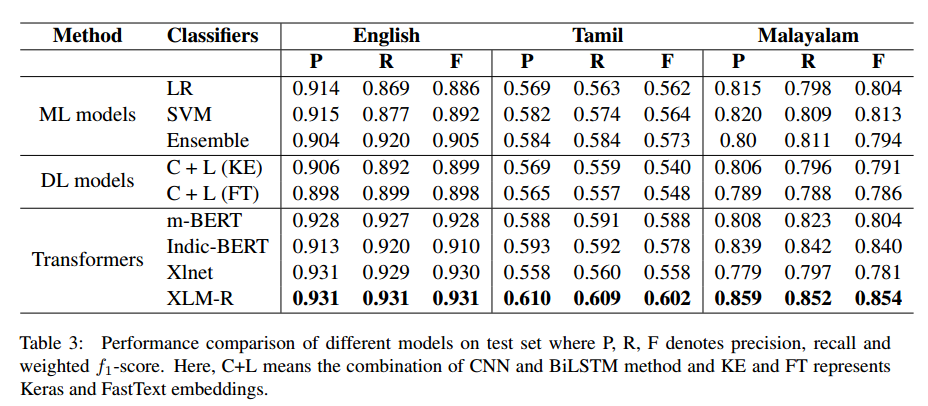 Method Classifiers English Tamil Malayalam
P R F P R F P R F
LR 0.914 0.869 0.886 0.569 0.563 0.562 0.815 0.798 0.804
ML models SVM 0.915 0.877 0.892 0.582 0.574 0.564 0.820 0.809 0.813
Ensemble 0.904 0.920 0.905 0.584 0.584 0.573 0.80 0.811 0.794
C + L (KE) 0.906 0.892 0.899 0.569 0.559 0.540 0.806 0.796 0.791
DL models
C + L (FT) 0.898 0.899 0.898 0.565 0.557 0.548 0.789 0.788 0.786
m-BERT 0.928 0.927 0.928 0.588 0.591 0.588 0.808 0.823 0.804
Indic-BERT 0.913 0.920 0.910 0.593 0.592 0.578 0.839 0.842 0.840
Transformers
Xlnet 0.931 0.929 0.930 0.558 0.560 0.558 0.779 0.797 0.781
XLM-R 0.931 0.931 0.931 0.610 0.609 0.602 0.859 0.852 0.854
Table 3: Performance comparison of different models on test set where P, R, F denotes precision, recall and
weighted f1-score. Here, C+L means the combination of CNN and BiLSTM method and KE and FT represents
Keras and FastText embeddings.